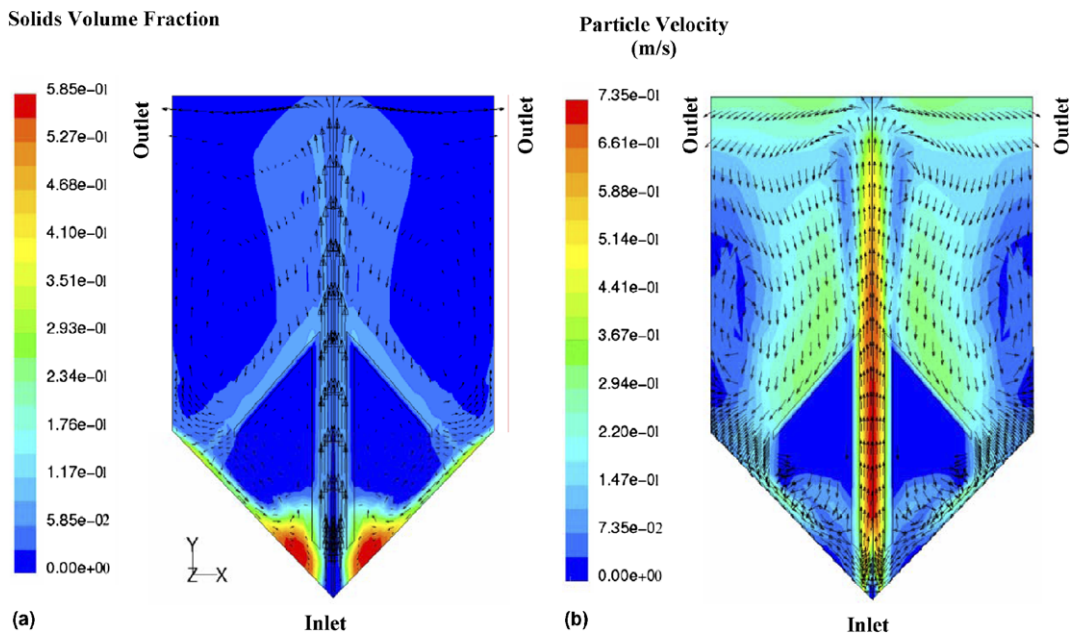 Solids Volume Fraction
Particle Velocity
(m/s)
5.85e-01
5.27e-01
4.68e-01
4.10e-01
3.51e-01
2.93e-01
2.34e-01
1.76e-01
1.17e-01
5.85e-02
0.00e+00
Outlet
Outlet
Y
Z X
(a)
Inlet
7.35e-01
6.61e-01
5.88e-01
5.14e-01
4.41e-01
3.67e-01
2.94e-01
2.20e-01
1.47e-01
7.35e-02
0.00e+00
Outlet
Outlet
(b)
Inlet